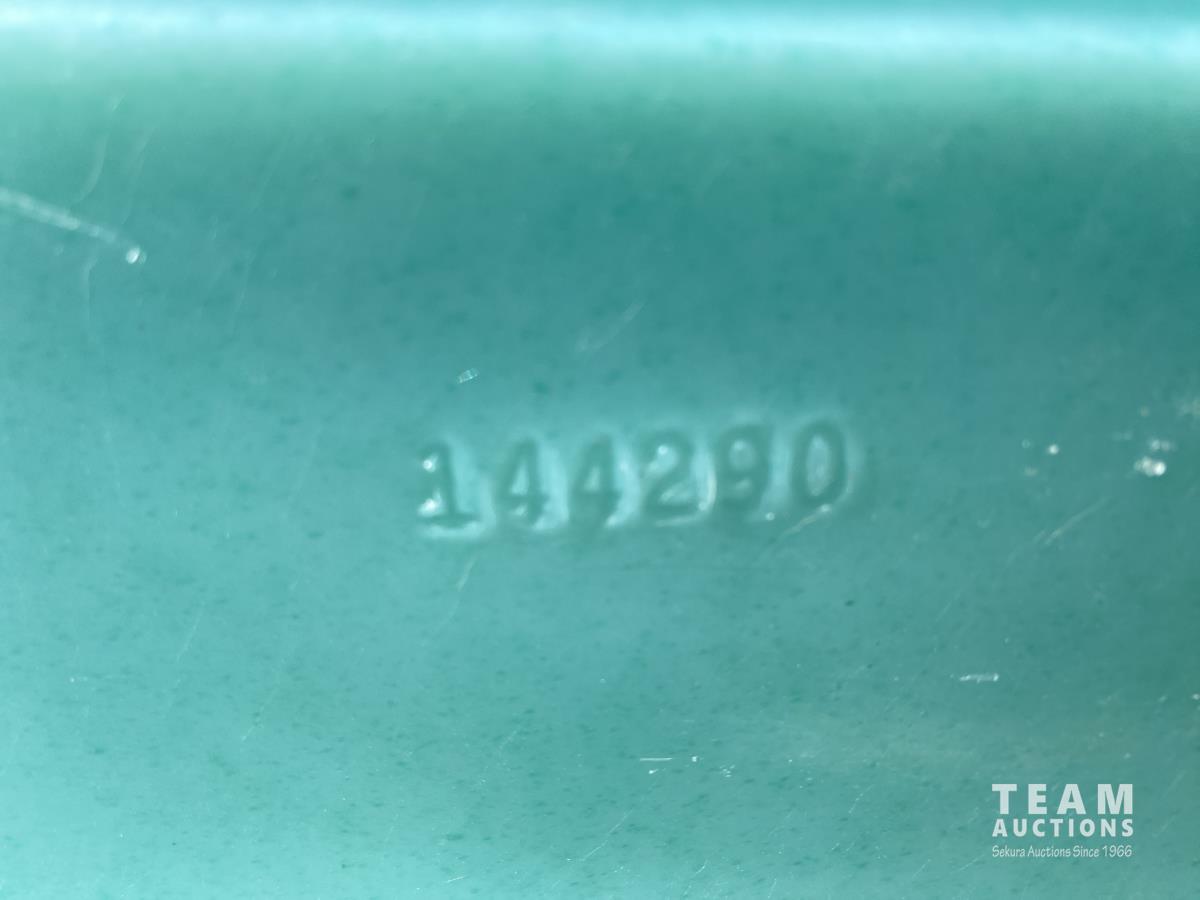 144290
TEAM
AUCTIONS
Sekura Auctions Since 1966